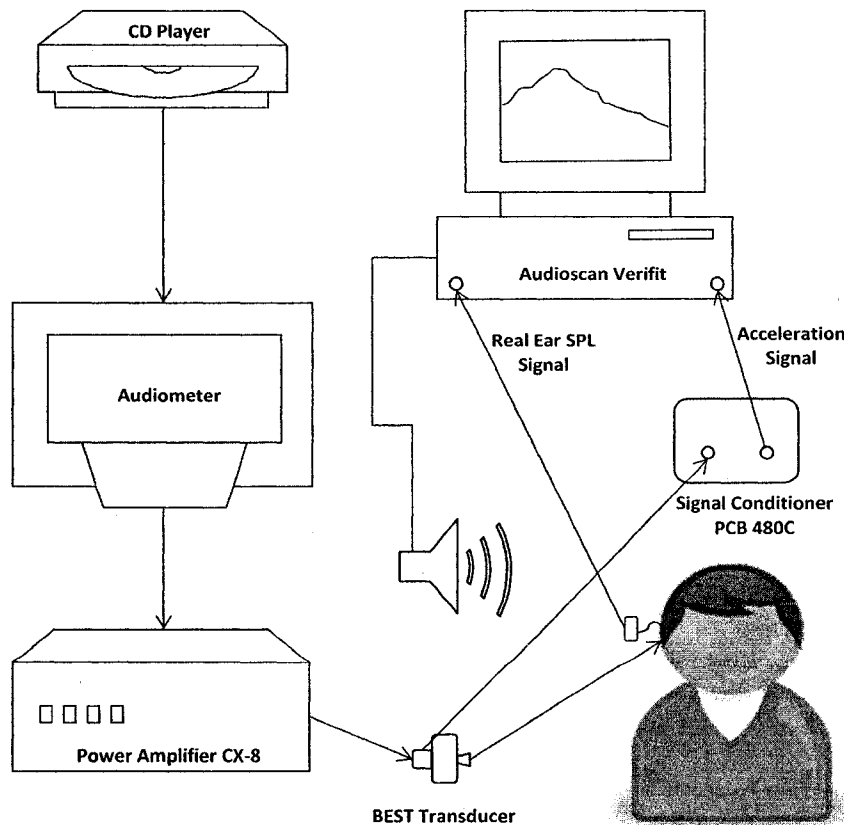 CD Player
Audioscan Verifit
Real Ear SPL
Signal
Acceleration
Signal
Audiometer
Signal Conditioner
PCB 480C
Power Amplifier CX-8
BEST Transducer